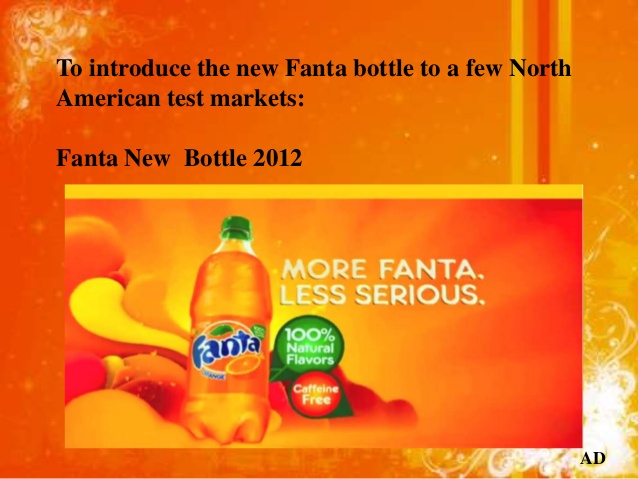 To introduce the new Fanta bottle to a few North
American test markets:
Fanta New Bottle 2012
MORE FANTA.
LESS SERIOUS.
100%
Natural
Flavors
Fanta
ORANGE
Caffeine
Free
AD